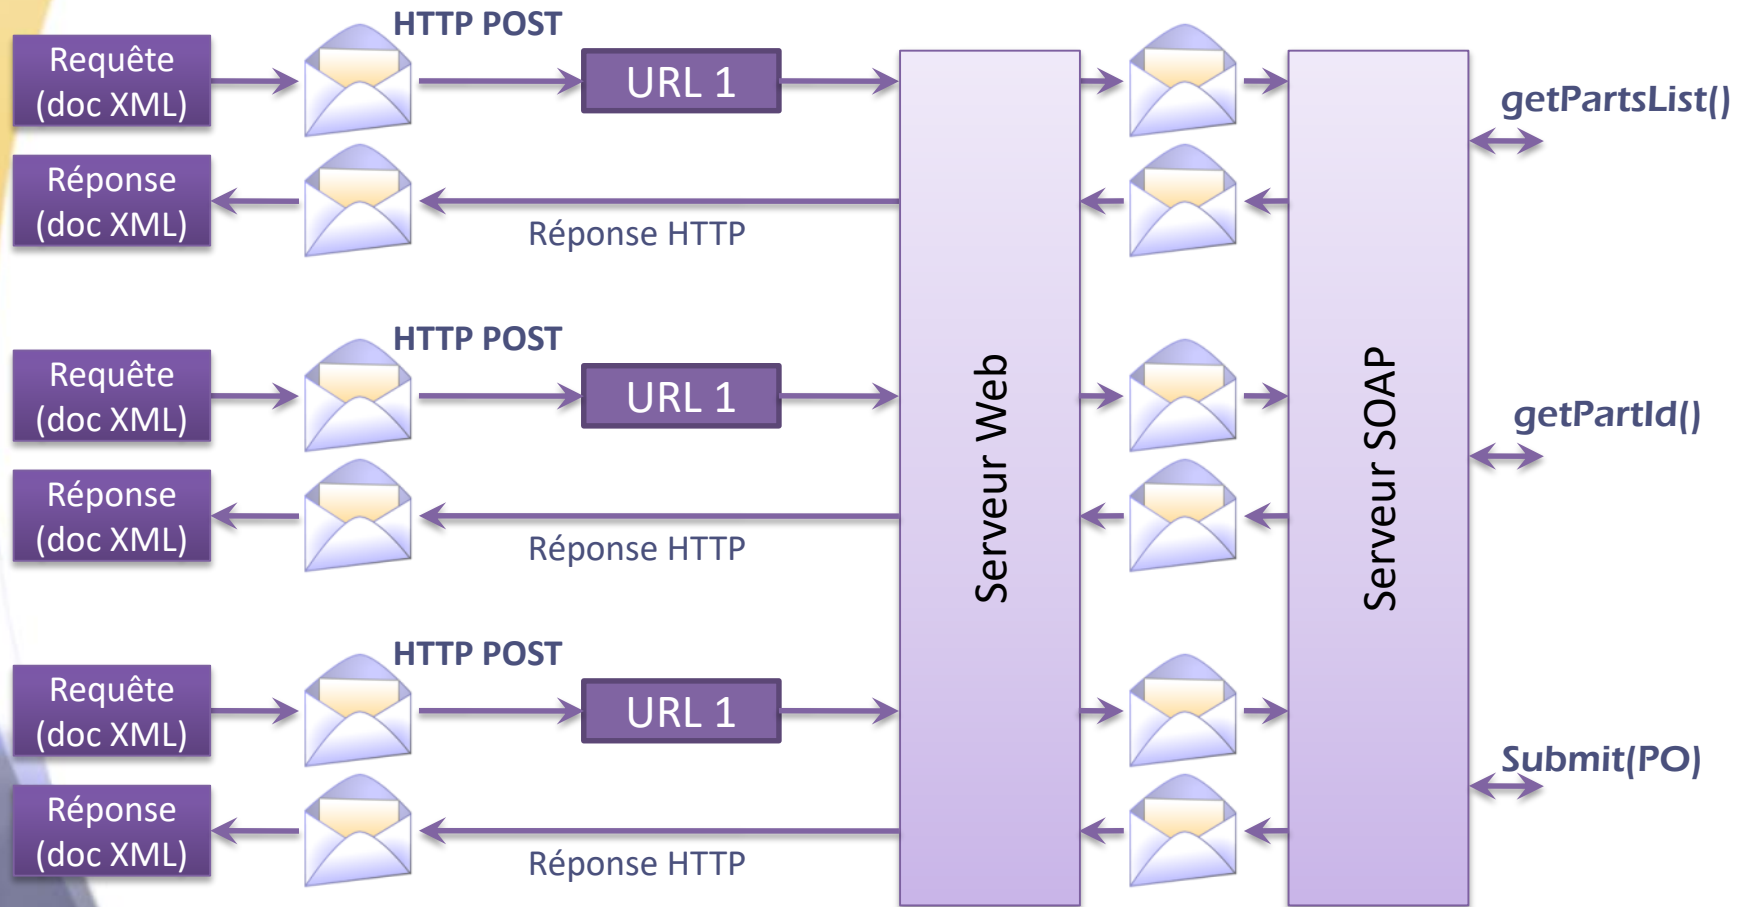 HTTP POST
Requête
(doc XML)
URL 1
getPartsList()
Réponse
(doc XML)
Réponse HTTP
HTTP POST
Requête
(doc XML)
URL 1
Serveur Web
Serveur SOAP
getPartId()
Réponse
(doc XML)
Réponse HTTP
HTTP POST
Requête
(doc XML)
URL 1
Submit(PO)
Réponse
(doc XML)
Réponse HTTP